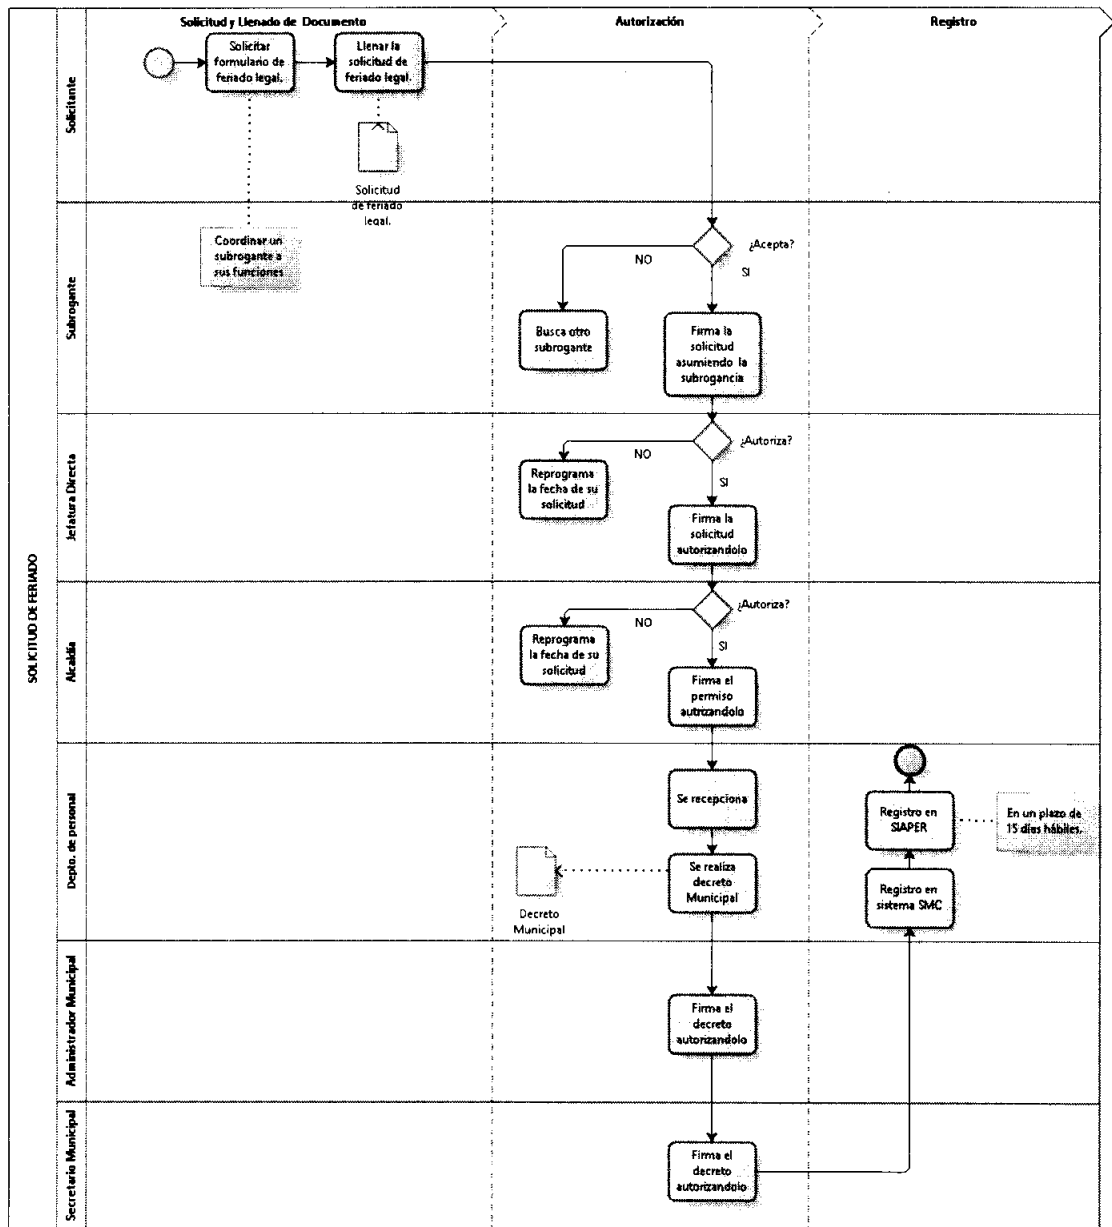 Solicitud y Llenado de Documento
Autorización
Registro
SOLICITUD DE FERIADO
Solicitante
Solicitar
formulario de
feriado legal.
Llenar la
solicitud de
feriado legal.
Solicitud
de feriado
legal.
Coordinar un
subrogante a
sus funciones
Subrogante
¿Acepta?
NO
SI
Busca otro
subrogante
Firma la
solicitud
asumiendo la
subrogancia
Jefatura Directa
¿Autoriza?
NO
SI
Reprograma
la fecha de su
solicitud
Firma la
solicitud
autorizandolo
Alcaldía
¿Autoriza?
NO
SI
Reprograma
la fecha de su
solicitud
Firma el
permiso
autrizandolo
Depto. de personal
Se recepciona
Se realiza
decreto
Municipal
Decreto
Municipal
Registro en
SIAPER
En un plazo de
15 días hábiles.
Registro en
sistema SMC
Administrador Municipal
Firma el
decreto
autorizandolo
Secretario Municipal
Firma el
decreto
autorizandolo